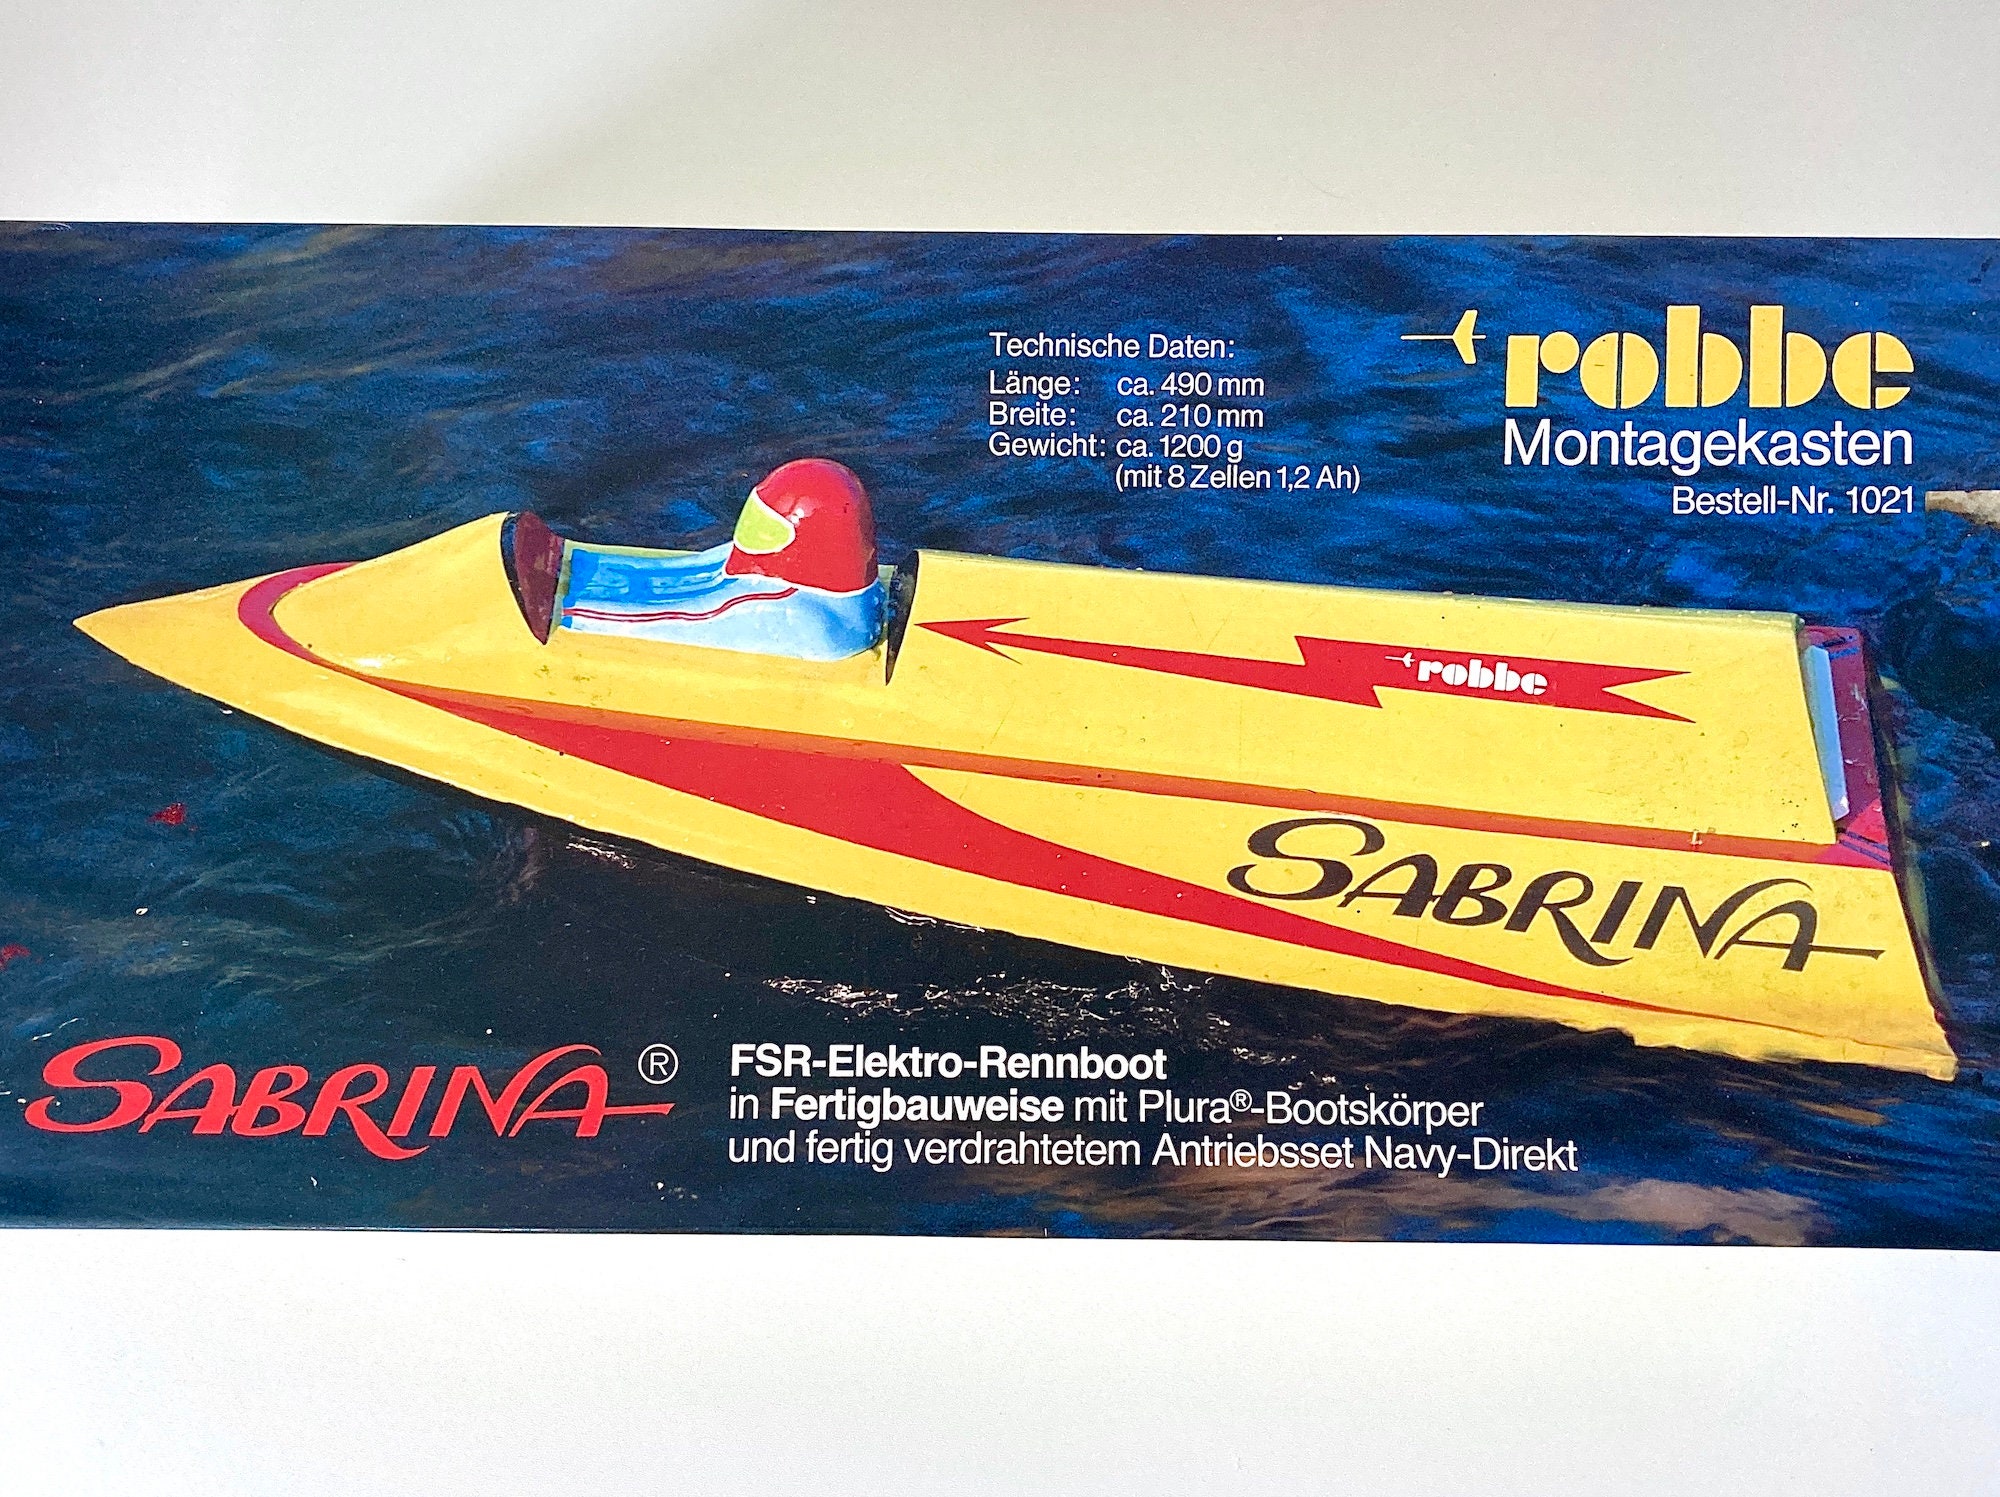 Technische Daten:
Länge: ca. 490 mm
Breite: ca. 210 mm
Gewicht: ca. 1200 g
(mit 8 Zellen 1,2 Ah)
robbe
Montagekasten
Bestell-Nr. 1021
robbe
SABRINA
SABRINA ®
FSR-Elektro-Rennboot
in Fertigbauweise mit Plura®-Bootskörper
und fertig verdrahtetem Antriebsset Navy-Direkt